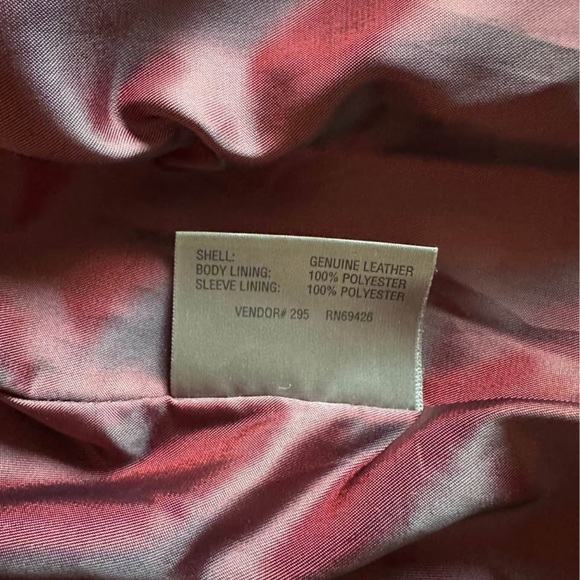 SHELL: GENUINE LEATHER
BODY LINING: 100% POLYESTER
SLEEVE LINING: 100% POLYESTER
VENDOR# 295 RN69426